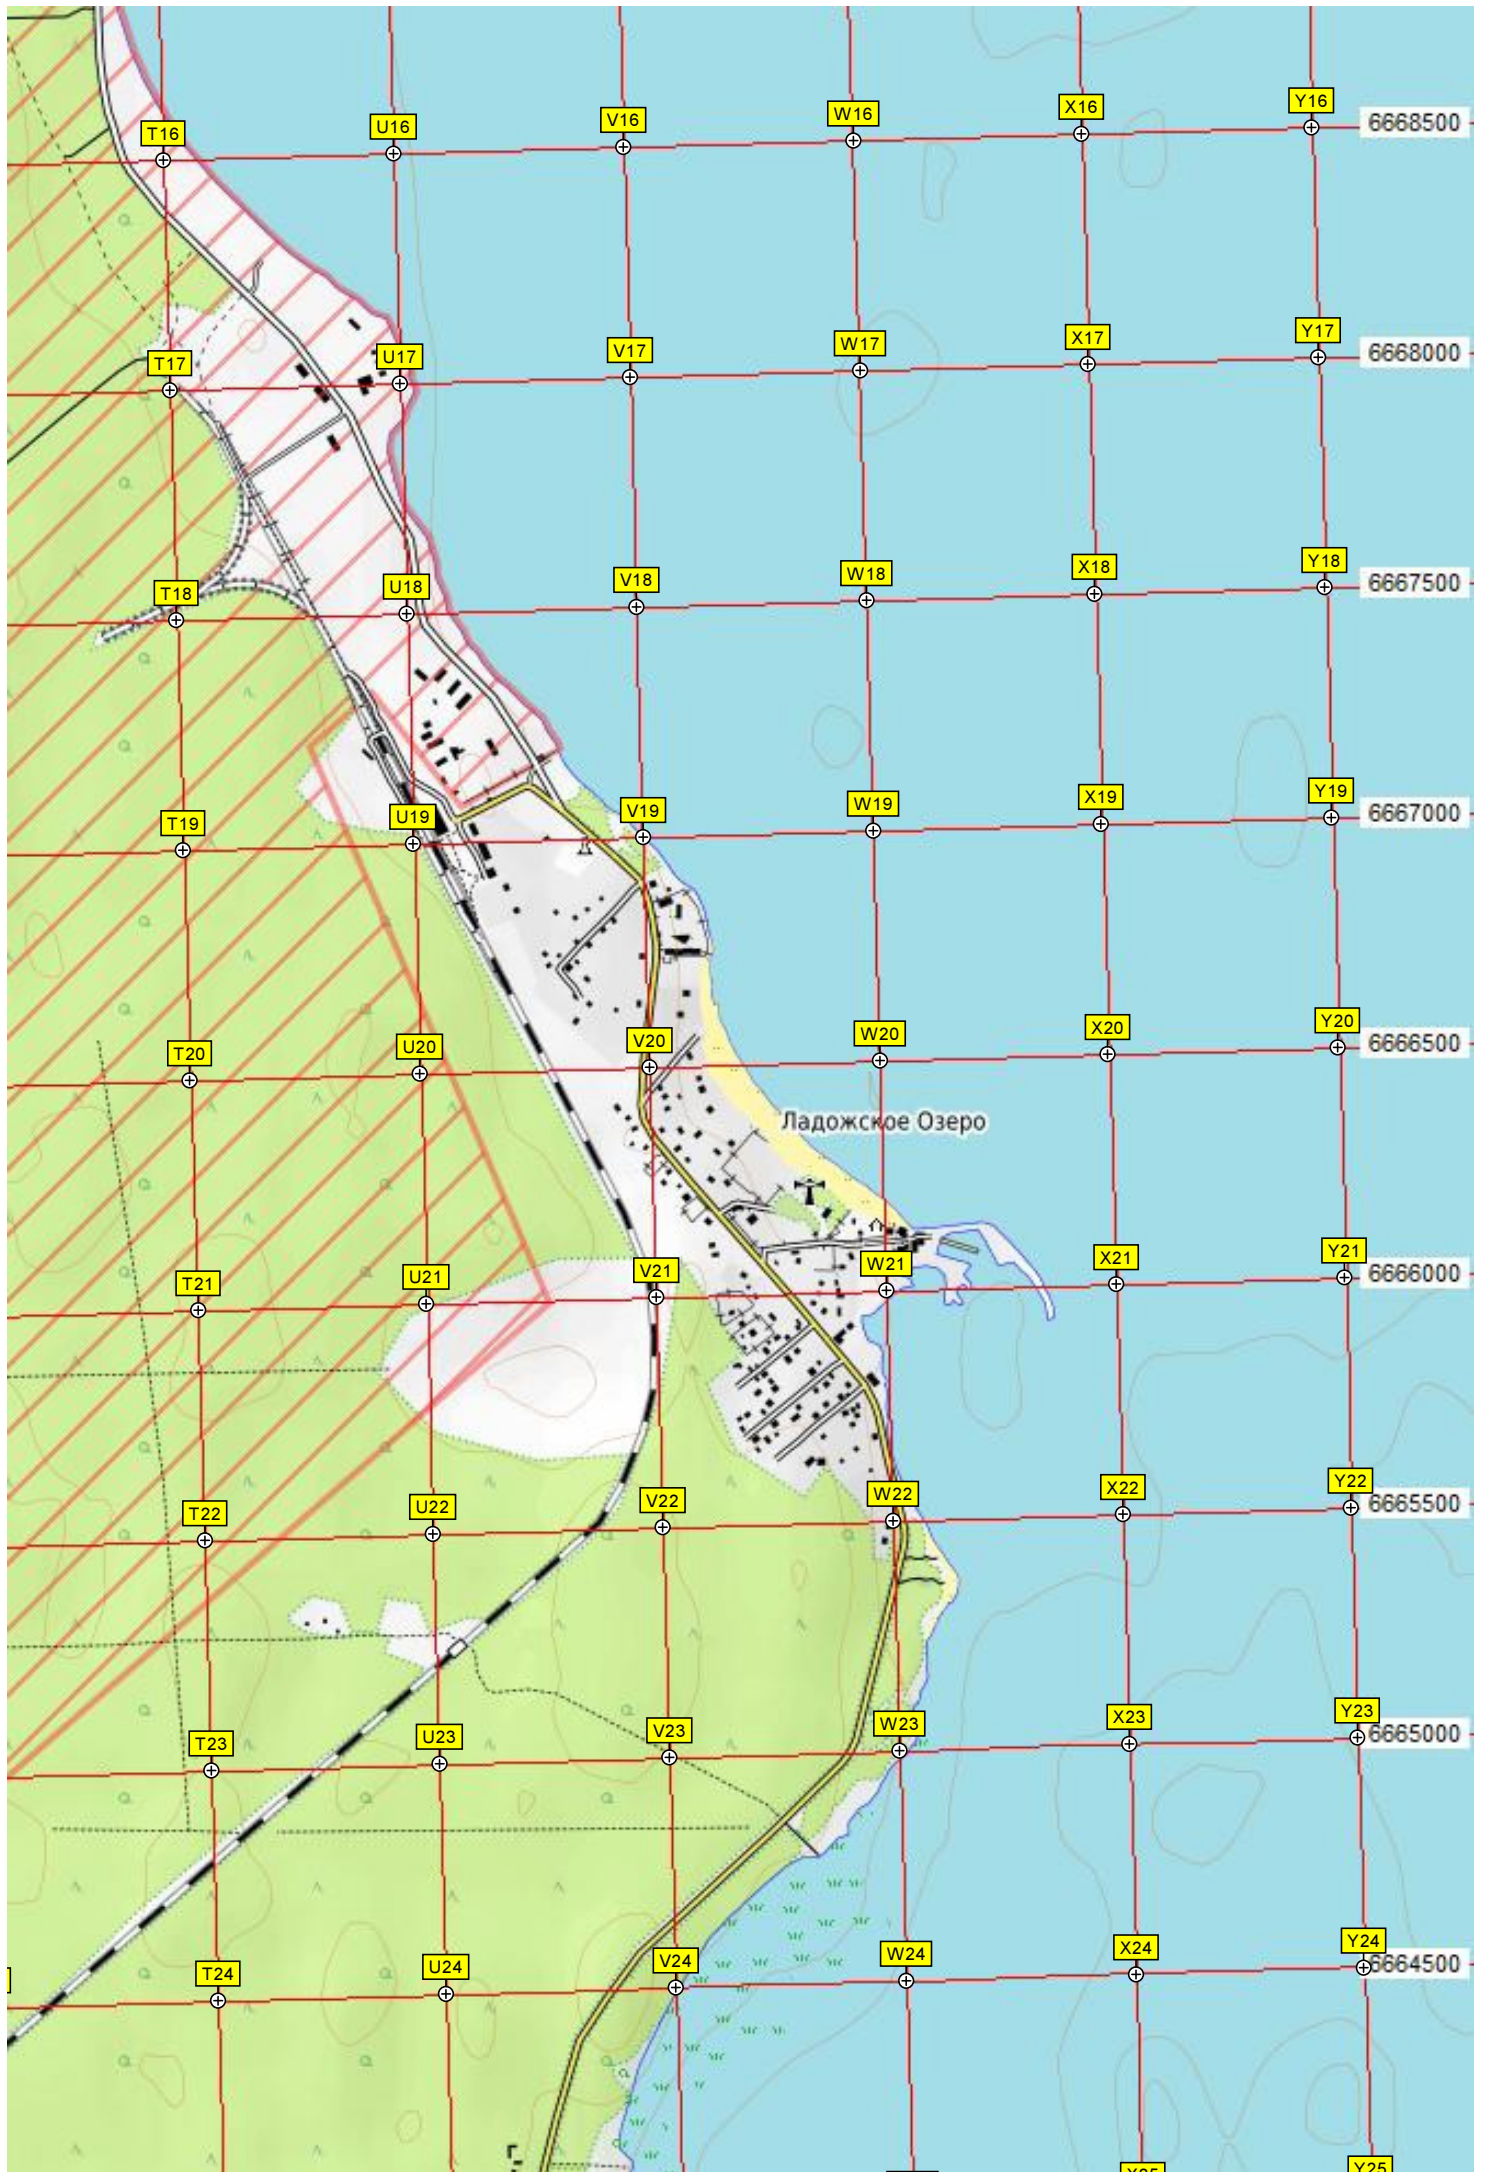 T16 U16 V16 W16 X16 Y16 6668500
T17 U17 V17 W17 X17 Y17 6668000
T18 U18 V18 W18 X18 Y18 6667500
T19 U19 V19 W19 X19 Y19 6667000
T20 U20 V20 W20 X20 Y20 6666500
Ладожское Озеро
T21 U21 V21 W21 X21 Y21 6666000
T22 U22 V22 W22 X22 Y22 6665500
T23 U23 V23 W23 X23 Y23 6665000
T24 U24 V24 W24 X24 Y24 6664500
X25 Y25